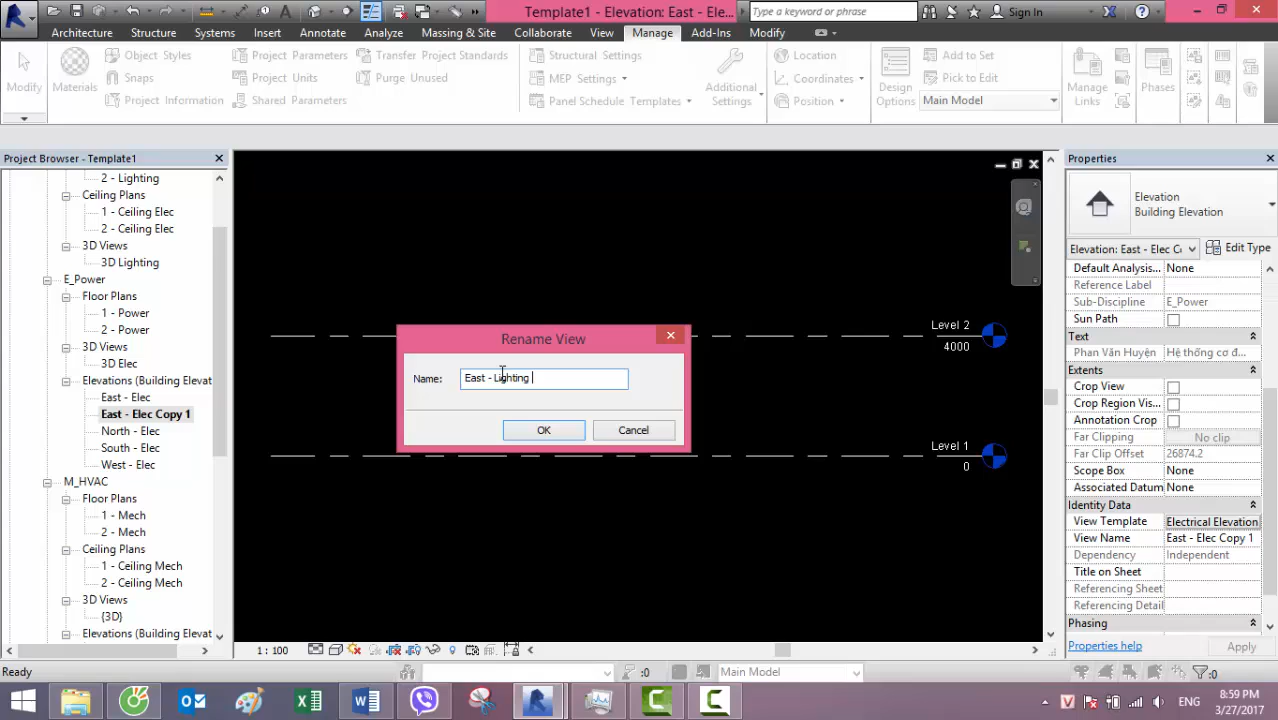 Template1 - Elevation: East - Ele...
Type a keyword or phrase
Sign In
Architecture Structure Systems Insert Annotate Analyze Massing & Site Collaborate View Manage Add-Ins Modify
Object Styles
Project Parameters
Transfer Project Standards
Structural Settings
Location
Add to Set
Snaps
Project Units
Purge Unused
MEP Settings
Coordinates
Pick to Edit
Project Information
Shared Parameters
Panel Schedule Templates
Position
Main Model
Modify
Materials
Additional
Settings
Design
Options
Manage
Links
Phases
Project Browser - Template1
2 - Lighting
Ceiling Plans
1 - Ceiling Elec
2 - Ceiling Elec
3D Views
3D Lighting
E_Power
Floor Plans
1 - Power
2 - Power
3D Views
3D Elec
Elevations (Building Elevat
East - Elec
East - Elec Copy 1
North - Elec
South - Elec
West - Elec
M_HVAC
Floor Plans
1 - Mech
2 - Mech
Ceiling Plans
1 - Ceiling Mech
2 - Ceiling Mech
3D Views
{3D}
Elevations (Building Elevat
Level 2
4000
Level 1
0
Rename View
Name: East - Lighting
OK
Cancel
1 : 100
Properties
Elevation
Building Elevation
Elevation: East - Elec C
Edit Type
Default Analysis... None
Reference Label
Sub-Discipline E_Power
Sun Path
Text
Phan Văn Huyện Hệ thống cơ đ...
Extents
Crop View
Crop Region Vis...
Annotation Crop
Far Clipping No clip
Far Clip Offset 26874.2
Scope Box None
Associated Datum None
Identity Data
View Template Electrical Elevation
View Name East - Elec Copy 1
Dependency Independent
Title on Sheet
Referencing Sheet
Referencing Detail
Phasing
Properties help
Apply
Ready
:0
Main Model
:0
ENG
8:59 PM
3/27/2017